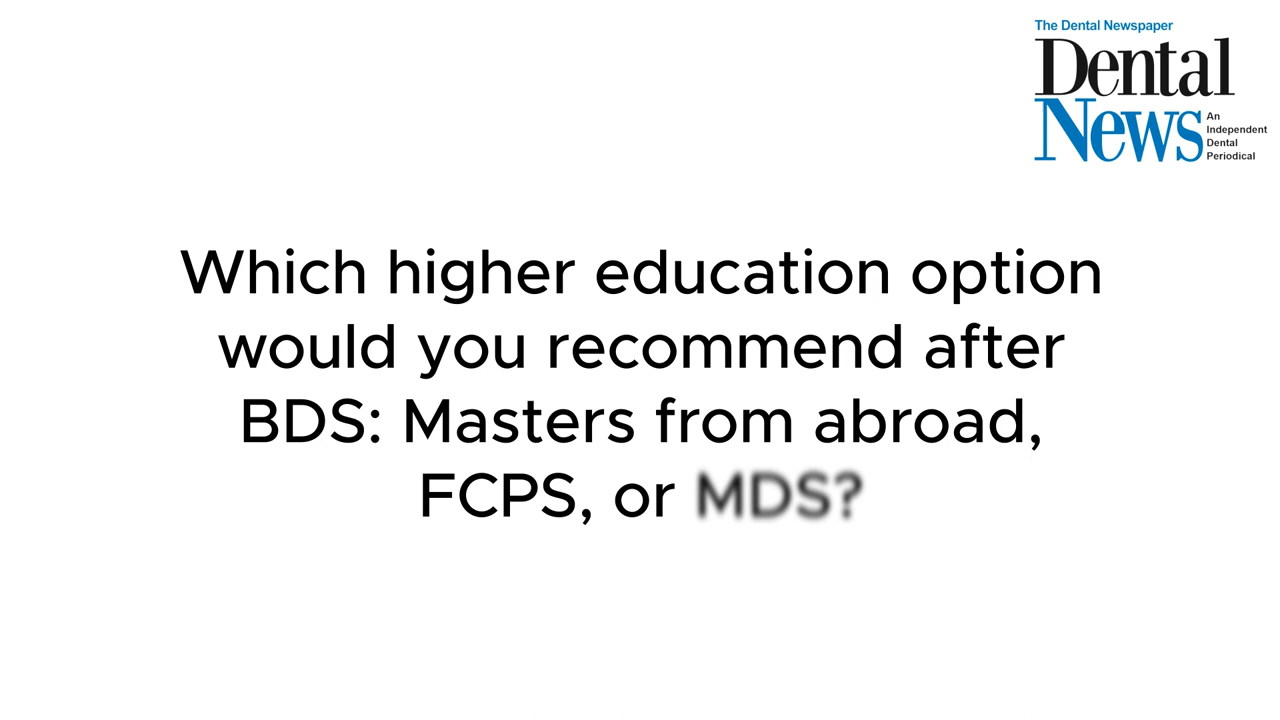 The Dental Newspaper
Dental
News
An
Independent
Dental
Periodical
Which higher education option
would you recommend after
BDS: Masters from abroad,
FCPS, or MDS?